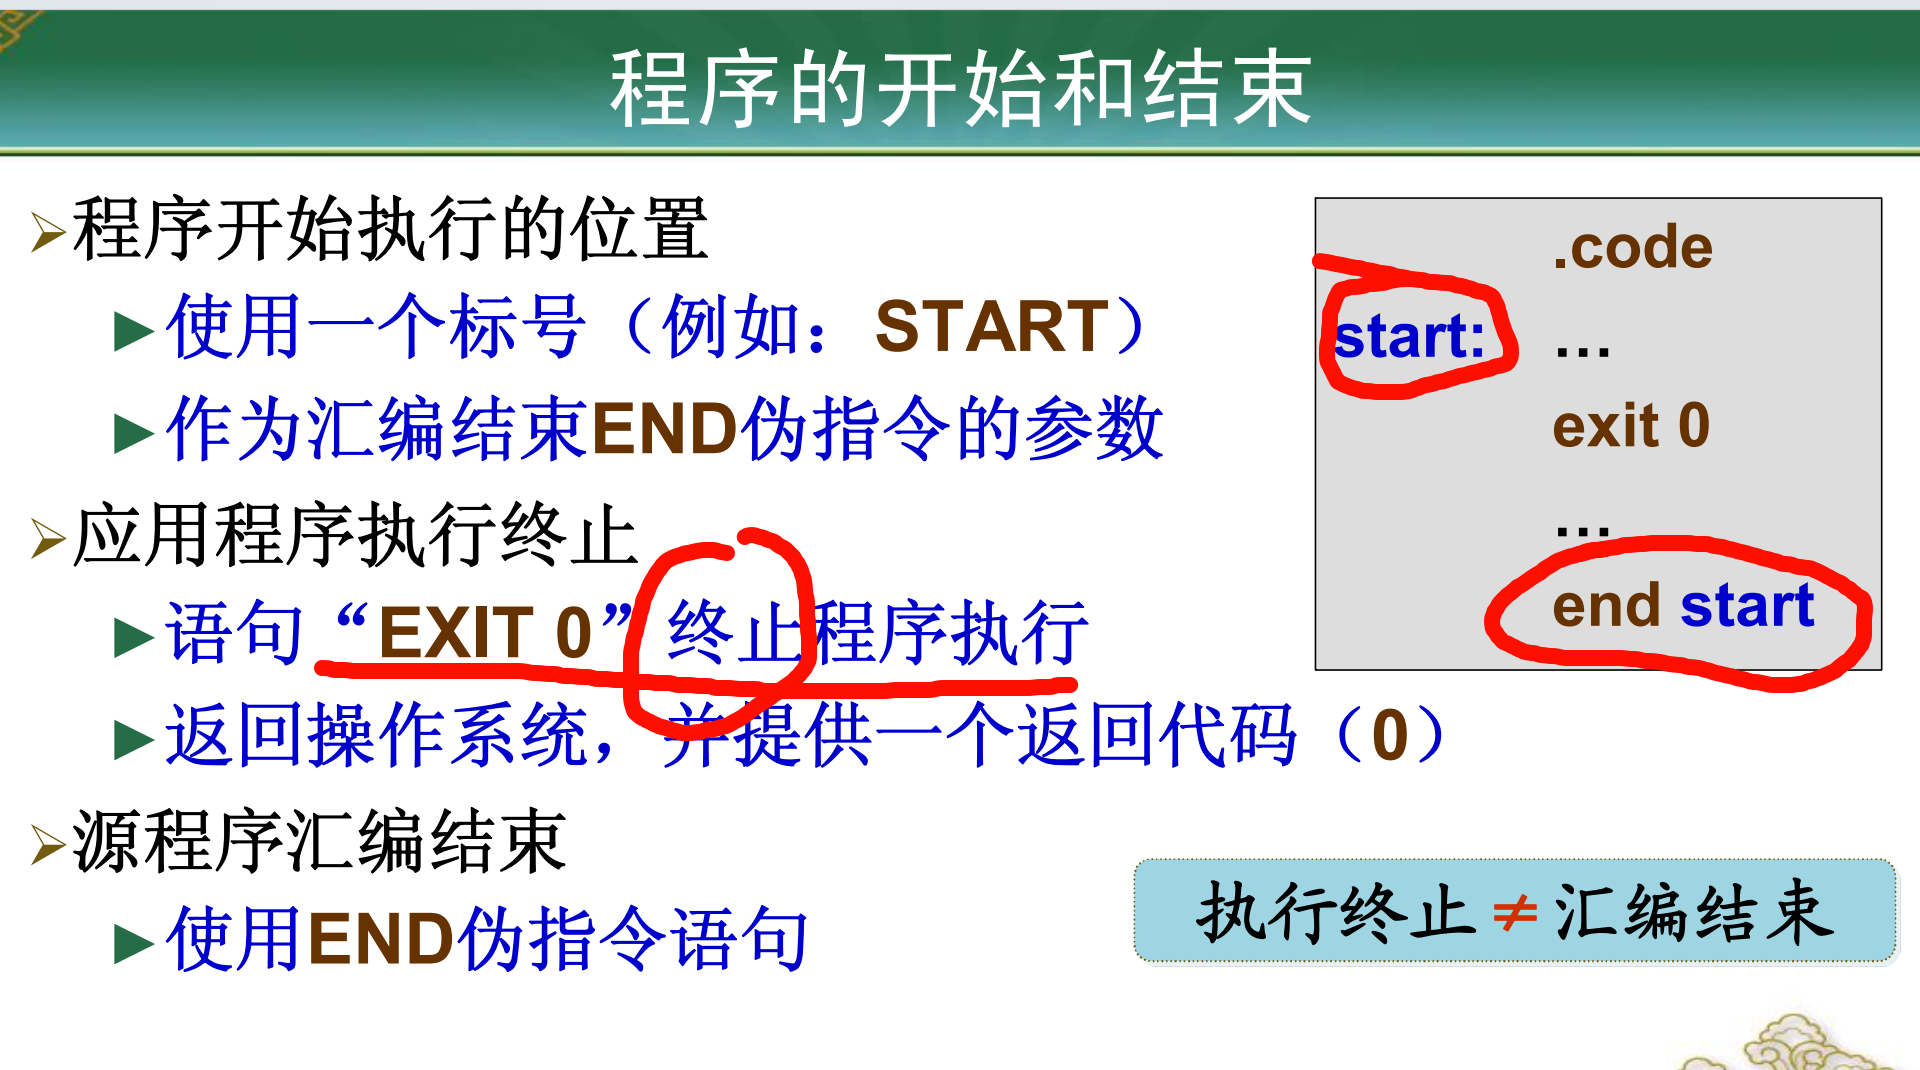 程序的开始和结束
➢程序开始执行的位置
►使用一个标号（例如：START）
►作为汇编结束END伪指令的参数
➢应用程序执行终止
►语句“EXIT 0”终止程序执行
►返回操作系统，并提供一个返回代码（0）
➢源程序汇编结束
►使用END伪指令语句
.code
start: …
exit 0
…
end start
执行终止≠汇编结束